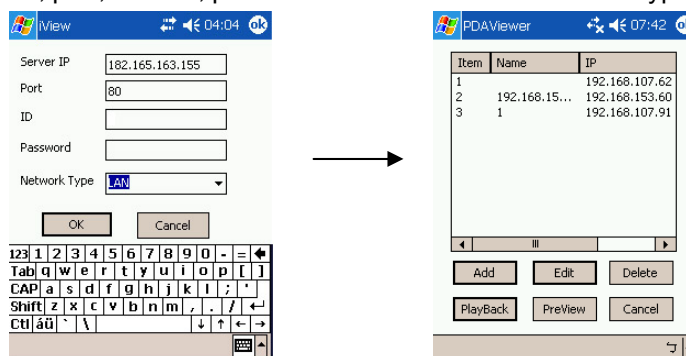 iView 04:04 ok
Server IP 182.165.163.155
Port 80
ID
Password
Network Type LAN
OK Cancel
123 1 2 3 4 5 6 7 8 9 0 - =
Tab q w e r t y u i o p [ ]
CAP a s d f g h j k l ; '
Shift z x c v b n m , . /
Ctl áü ` \
PDAViewer 07:42
Item Name IP
1 192.168.107.62
2 192.168.15... 192.168.153.60
3 1 192.168.107.91
Add Edit Delete
PlayBack PreView Cancel